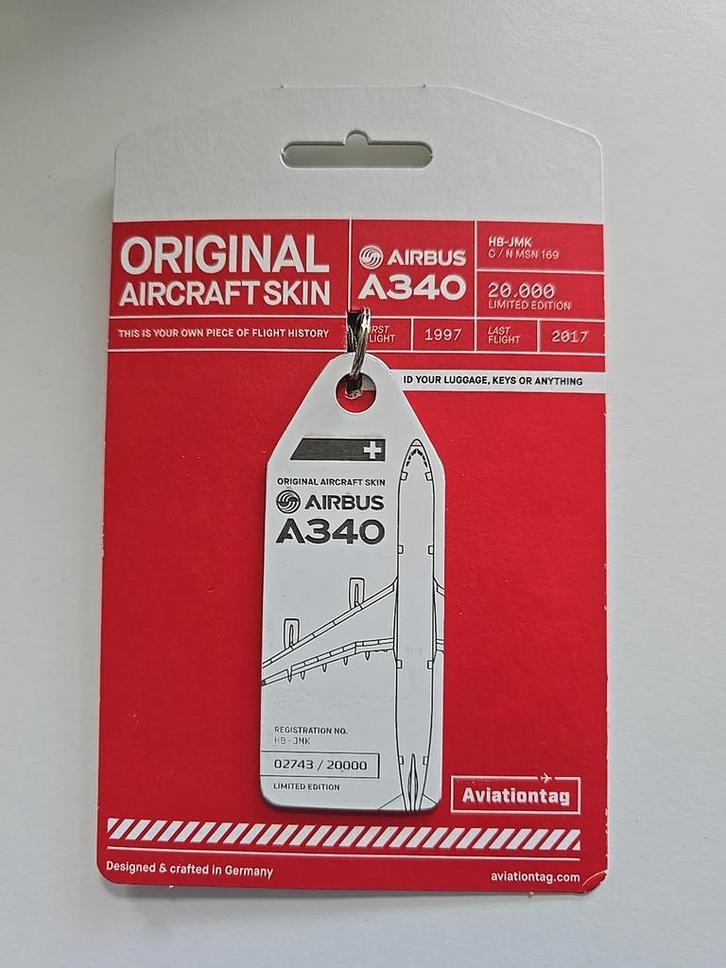 ORIGINAL
AIRCRAFT SKIN
THIS IS YOUR OWN PIECE OF FLIGHT HISTORY
AIRBUS
A340
HB-JMK
C / N MSN 169
20.000
LIMITED EDITION
1997
LAST
FLIGHT
2017
ID YOUR LUGGAGE, KEYS OR ANYTHING
ORIGINAL AIRCRAFT SKIN
AIRBUS
A340
REGISTRATION NO.
HB-JMK
02743 / 20000
LIMITED EDITION
Aviationtag
Designed & crafted in Germany
aviationtag.com